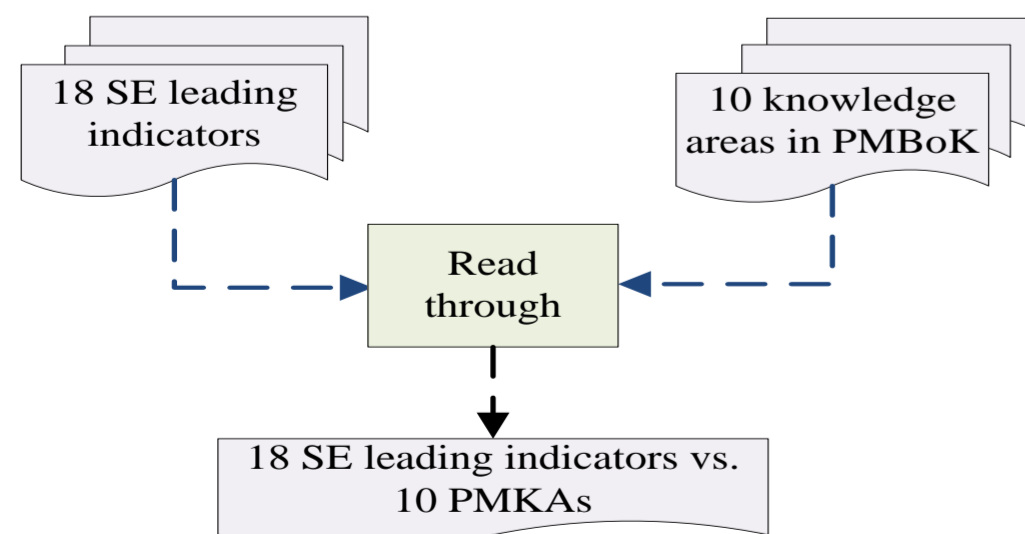 18 SE leading
indicators
10 knowledge
areas in PMBoK
Read
through
18 SE leading indicators vs.
10 PMKAs